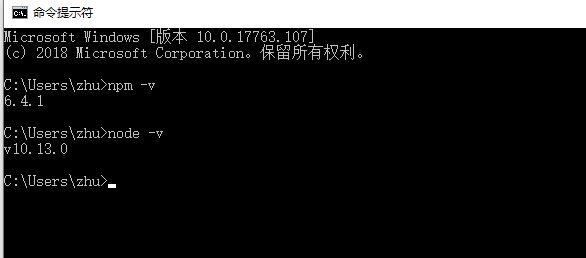 命令提示符
Microsoft Windows [版本 10.0.17763.107]
(c) 2018 Microsoft Corporation。保留所有权利。
C:\Users\zhu>npm -v
6.4.1
C:\Users\zhu>node -v
v10.13.0
C:\Users\zhu>